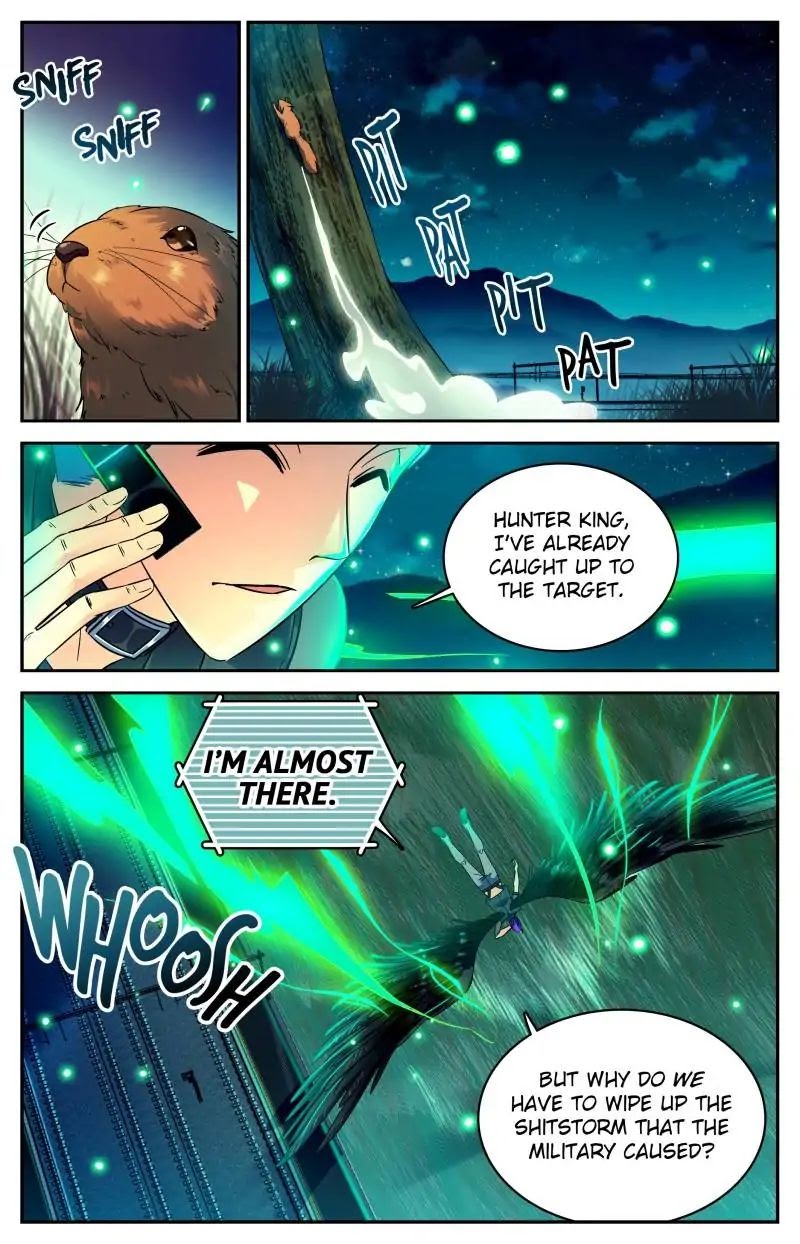 SNIFF
SNIFF
PIT
PAT
PIT
PAT
HUNTER KING,
I'VE ALREADY
CAUGHT UP TO
THE TARGET.
I'M ALMOST
THERE.
WHOOSH
BUT WHY DO WE
HAVE TO WIPE UP THE
SHITSTORM THAT THE
MILITARY CAUSED?